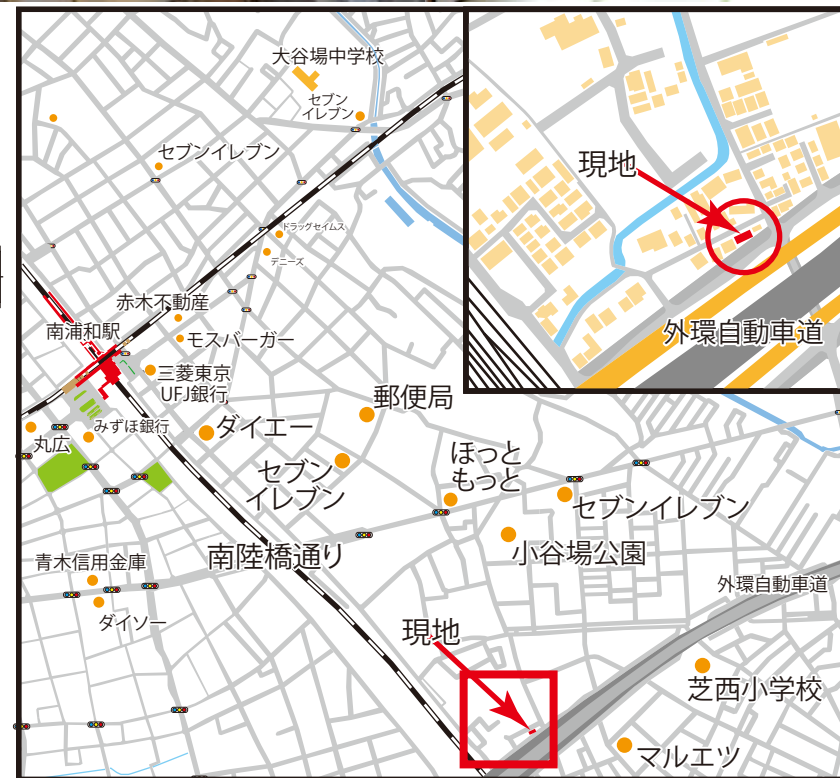 大谷場中学校
セブン
イレブン
セブンイレブン
現地
ドラッグセイムス
デニーズ
赤木不動産
南浦和駅
モスバーガー
外環自動車道
三菱東京
UFJ銀行
郵便局
みずほ銀行
ダイエー
丸広
セブン
イレブン
ほっと
もっと
セブンイレブン
南陸橋通り
小谷場公園
青木信用金庫
外環自動車道
ダイソー
現地
芝西小学校
マルエツ